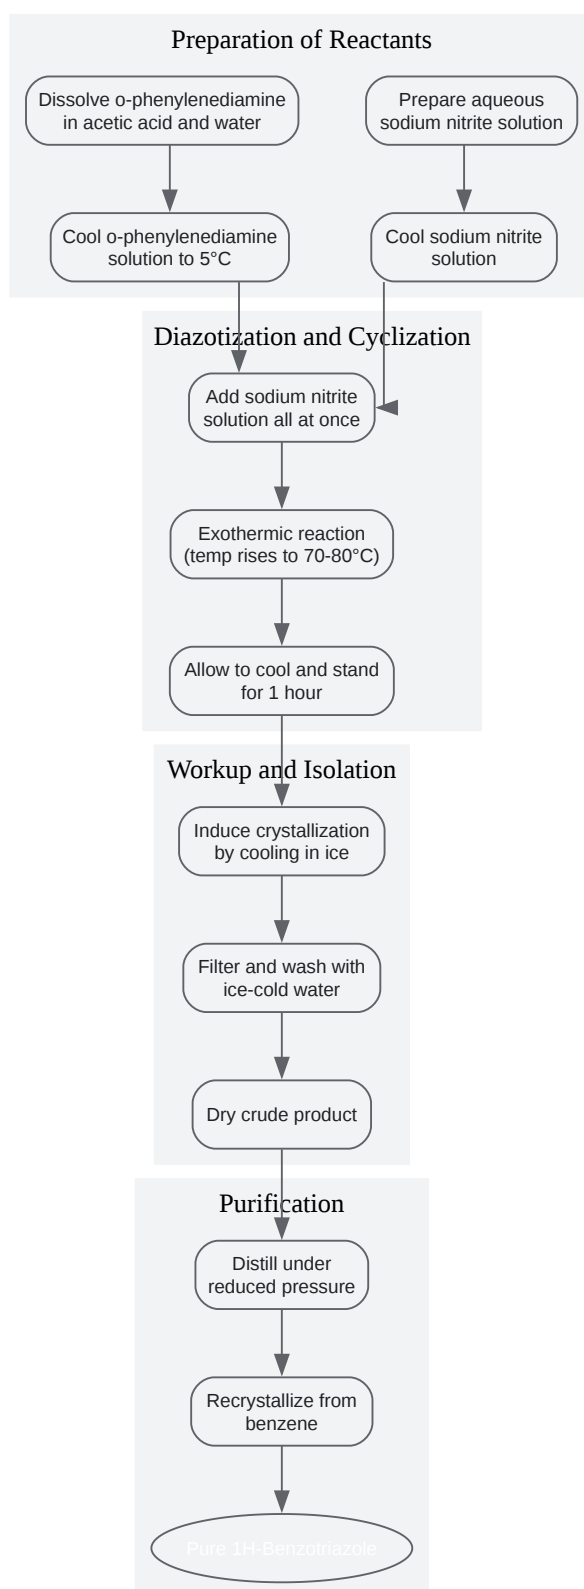 Preparation of Reactants
Dissolve o-phenylenediamine
in acetic acid and water
Prepare aqueous
sodium nitrite solution
Cool o-phenylenediamine
solution to 5°C
Cool sodium nitrite
solution
Diazotization and Cyclization
Add sodium nitrite
solution all at once
Exothermic reaction
(temp rises to 70-80°C)
Allow to cool and stand
for 1 hour
Workup and Isolation
Induce crystallization
by cooling in ice
Filter and wash with
ice-cold water
Dry crude product
Purification
Distill under
reduced pressure
Recrystallize from
benzene
Pure 1H-Benzotriazole